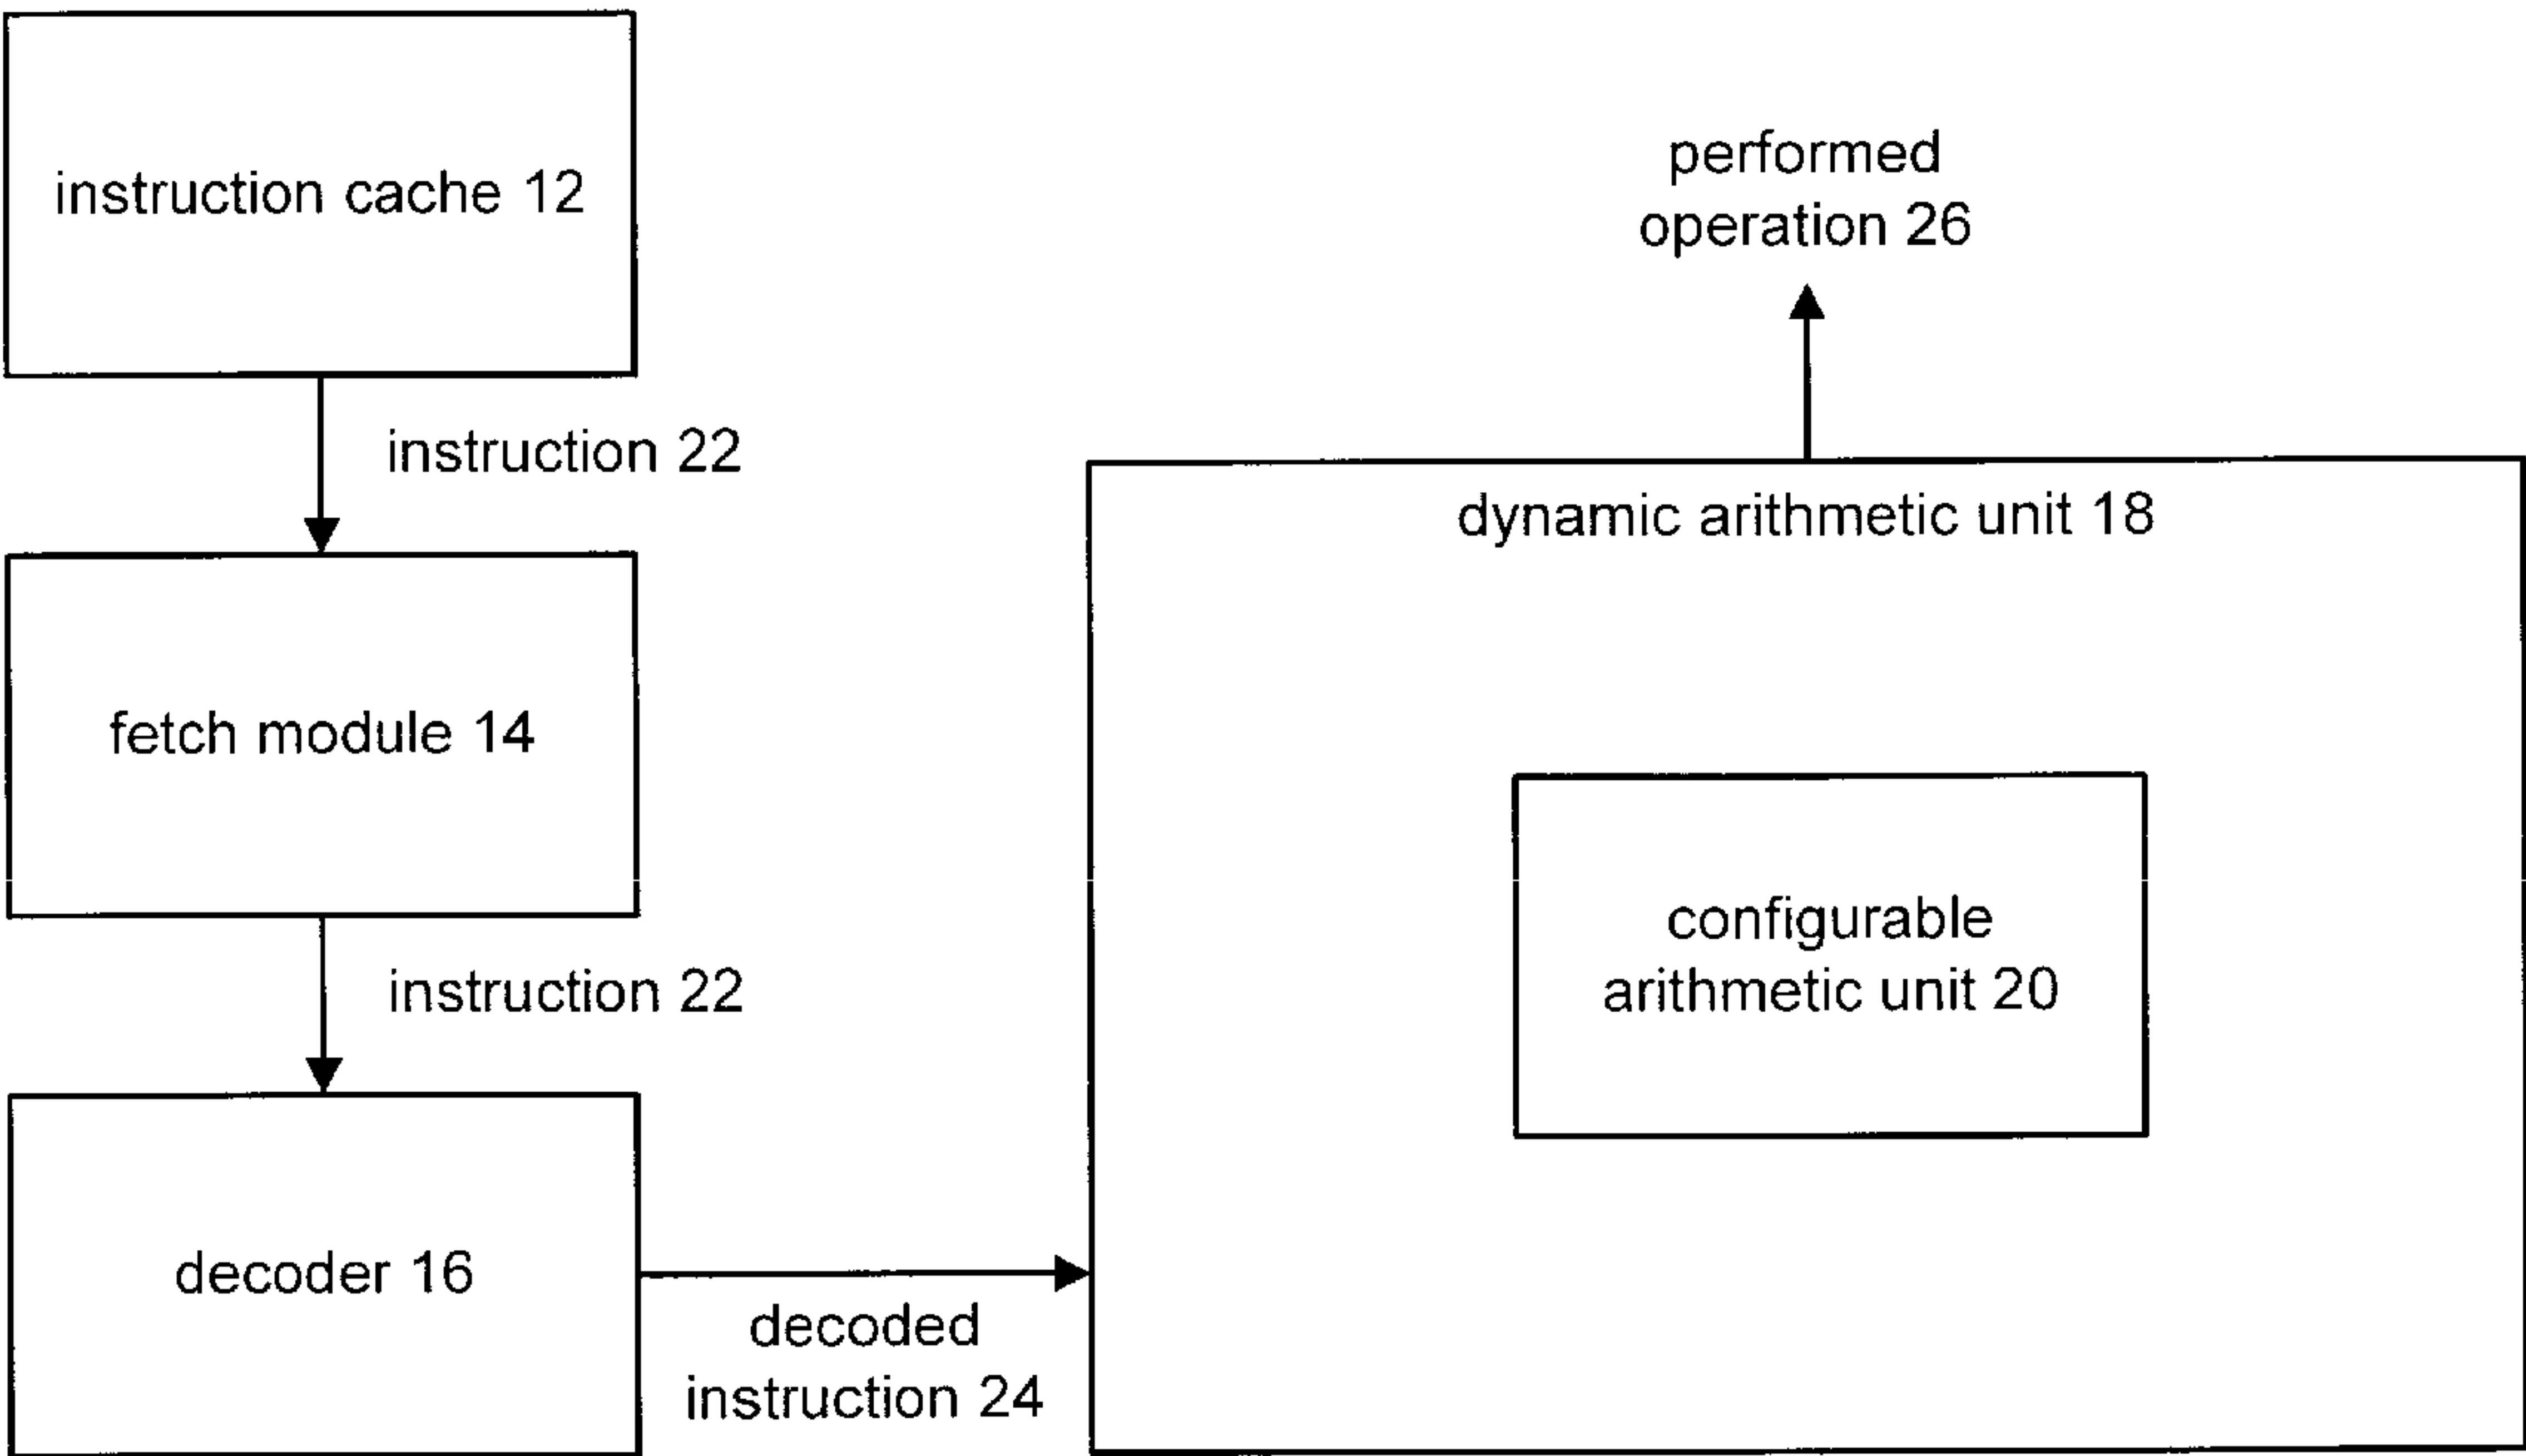 instruction cache 12
instruction 22
fetch module 14
instruction 22
decoder 16
decoded
instruction 24
performed
operation 26
dynamic arithmetic unit 18
configurable
arithmetic unit 20